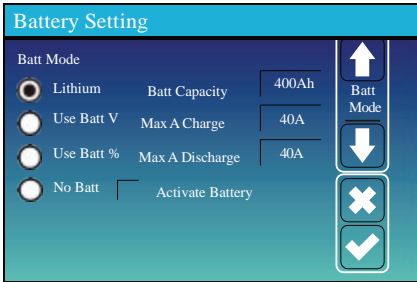 Battery Setting
Batt Mode
Lithium Batt Capacity 400Ah
Use Batt V Max A Charge 40A
Use Batt % Max A Discharge 40A
No Batt Activate Battery
Batt
Mode